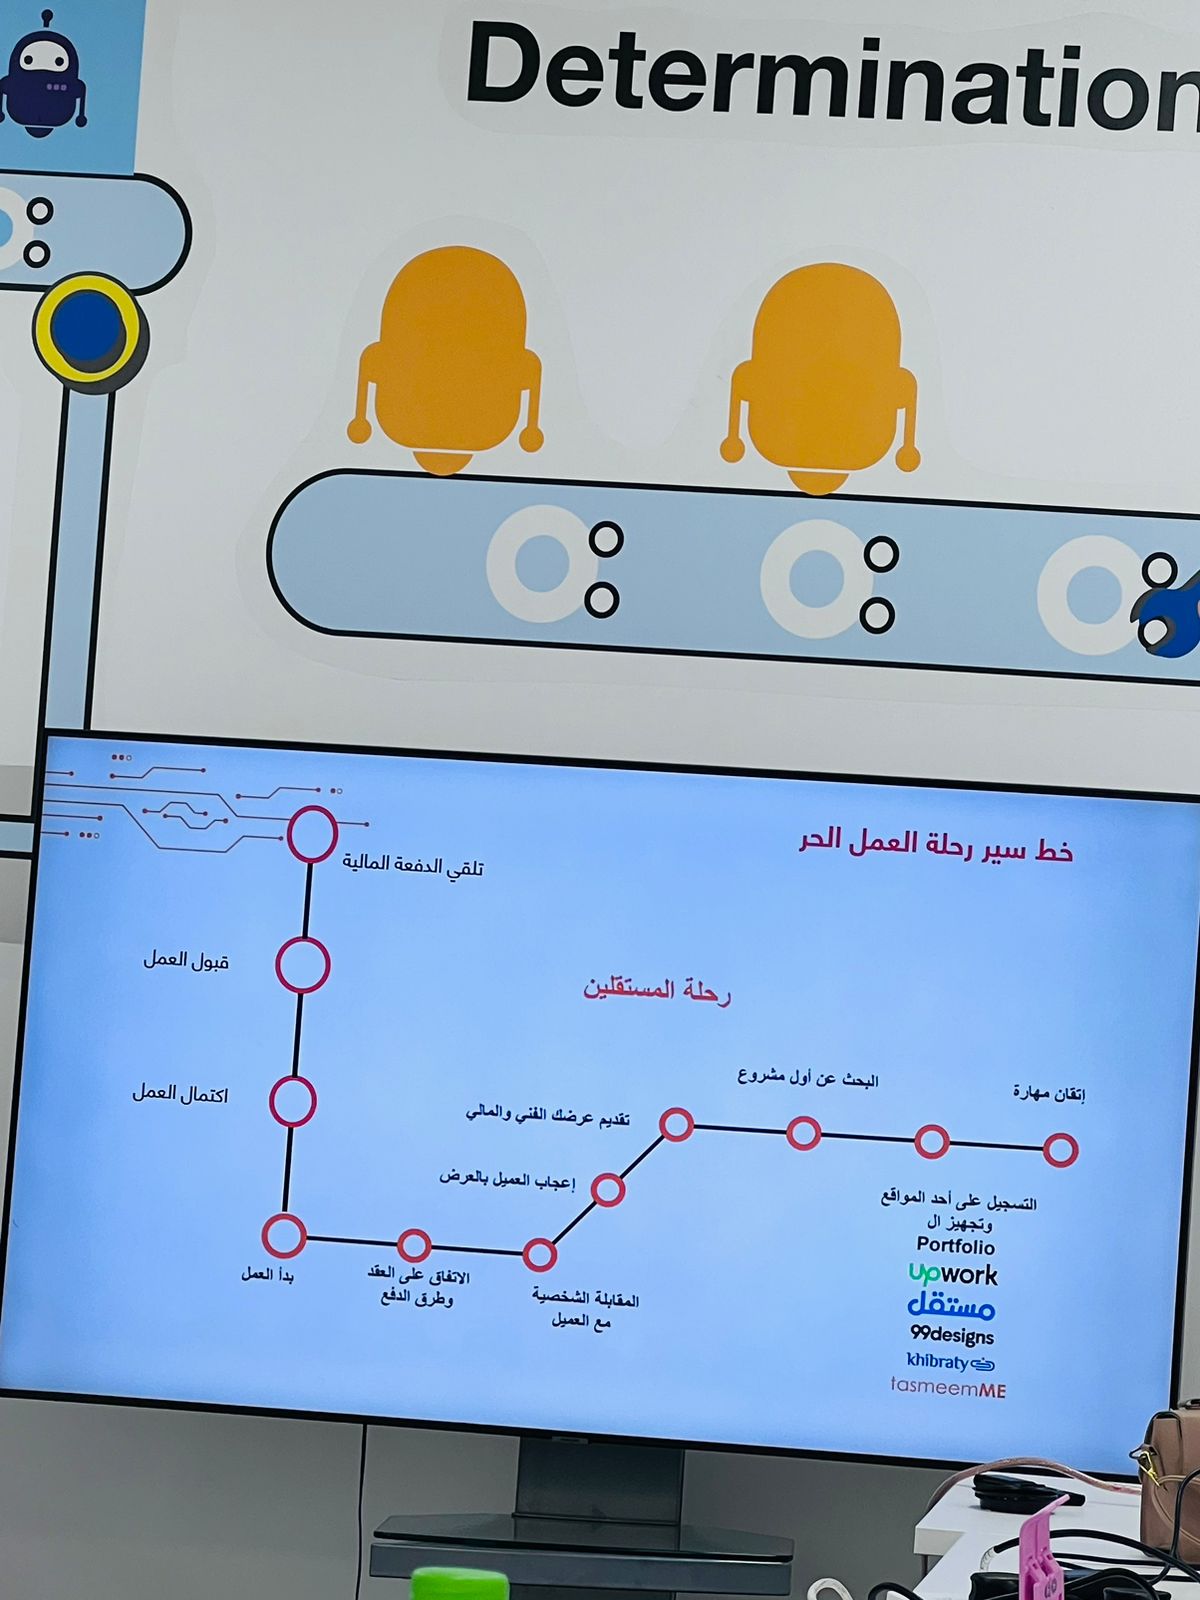 Determination
خط سير رحلة العمل الحر
رحلة المستقلين
إتقان مهارة
التسجيل على أحد المواقع
وتجهيز ال
Portfolio
upwork
مستقل
99designs
khibraty
tasmeemME
البحث عن أول مشروع
تقديم عرضك الفني والمالي
إعجاب العميل بالعرض
المقابلة الشخصية
مع العميل
الاتفاق على العقد
وطرق الدفع
بدأ العمل
اكتمال العمل
قبول العمل
تلقي الدفعة المالية